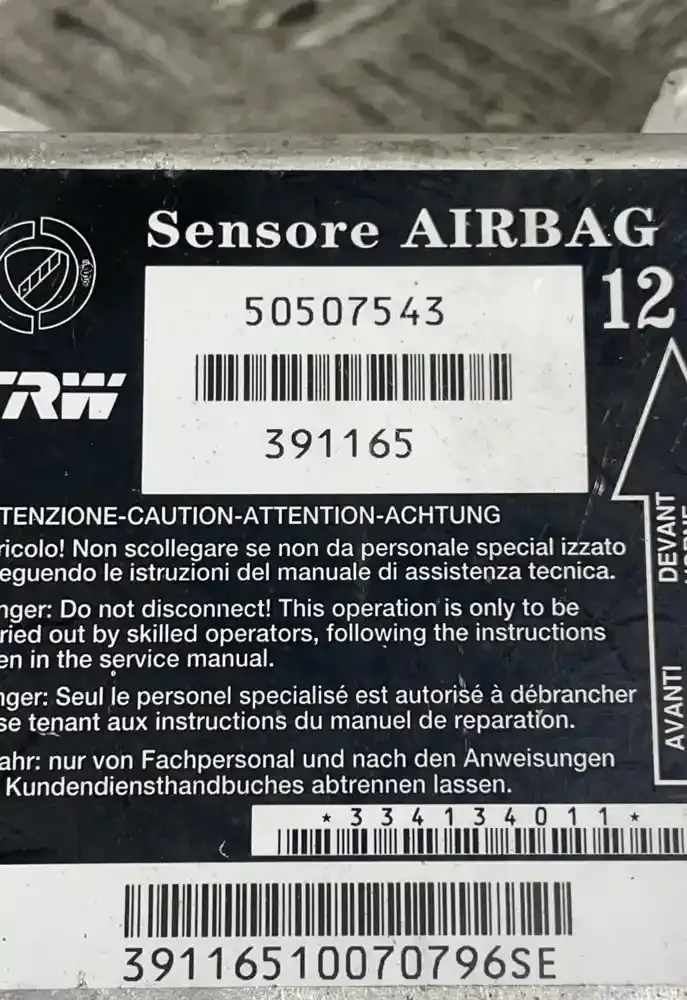 Sensore AIRBAG
12
50507543
TRW
391165
TENZIONE-CAUTION-ATTENTION-ACHTUNG
ricolo! Non scollegare se non da personale special izzato
eguendo le istruzioni del manuale di assistenza tecnica.
nger: Do not disconnect! This operation is only to be
ried out by skilled operators, following the instructions
en in the service manual.
nger: Seul le personel specialisé est autorisé à débrancher
se tenant aux instructions du manuel de reparation.
ahr: nur von Fachpersonal und nach den Anweisungen
Kundendiensthandbuches abtrennen lassen.
DEVANT
AVANTI
*334134011*
39116510070796SE